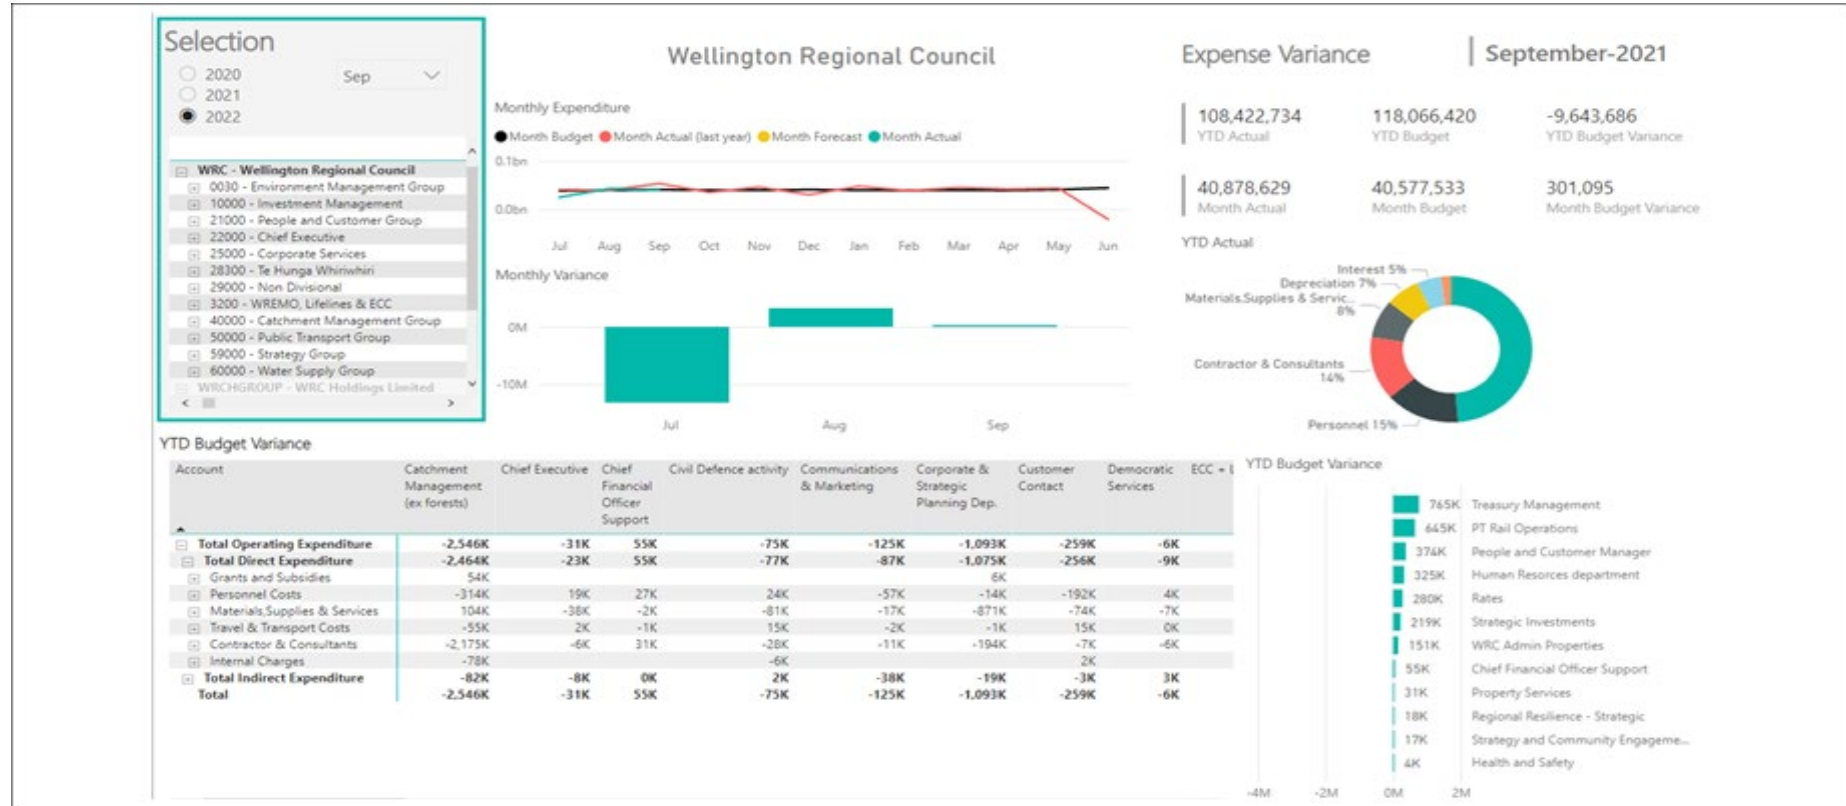 Selection
2020
2021
2022
Sep
WRC - Wellington Regional Council
0030 - Environment Management Group
10000 - Investment Management
21000 - People and Customer Group
22000 - Chief Executive
25000 - Corporate Services
28300 - Te Hunga Whiriwhiri
29000 - Non Divisional
3200 - WREMO, Lifelines & ECC
40000 - Catchment Management Group
50000 - Public Transport Group
59000 - Strategy Group
60000 - Water Supply Group
WRCHGROUP - WRC Holdings Limited
Wellington Regional Council
Monthly Expenditure
Month Budget Month Actual (last year) Month Forecast Month Actual
0.1bn
0.0bn
Jul Aug Sep Oct Nov Dec Jan Feb Mar Apr May Jun
Monthly Variance
0M
-10M
Jul Aug Sep
Expense Variance
September-2021
108,422,734 118,066,420 -9,643,686
YTD Actual YTD Budget YTD Budget Variance
40,878,629 40,577,533 301,095
Month Actual Month Budget Month Budget Variance
YTD Actual
Interest 5%
Depreciation 7%
Materials,Supplies & Servic...
8%
Contractor & Consultants
14%
Personnel 15%
YTD Budget Variance
Account Catchment Management (ex forests) Chief Executive Chief Financial Officer Support Civil Defence activity Communications & Marketing Corporate & Strategic Planning Dep. Customer Contact Democratic Services ECC + L
Total Operating Expenditure -2,546K -31K 55K -75K -125K -1,093K -259K -6K
Total Direct Expenditure -2,464K -23K 55K -77K -87K -1,075K -256K -9K
Grants and Subsidies 54K 6K
Personnel Costs -314K 19K 27K 24K -57K -14K -192K 4K
Materials,Supplies & Services 104K -38K -2K -81K -17K -871K -74K -7K
Travel & Transport Costs -55K 2K -1K 15K -2K -1K 15K 0K
Contractor & Consultants -2,175K -6K 31K -28K -11K -194K -7K -6K
Internal Charges -78K -6K 2K
Total Indirect Expenditure -82K -8K 0K 2K -38K -19K -3K 3K
Total -2,546K -31K 55K -75K -125K -1,093K -259K -6K
YTD Budget Variance
765K Treasury Management
645K PT Rail Operations
374K People and Customer Manager
325K Human Resorces department
280K Rates
219K Strategic Investments
151K WRC Admin Properties
55K Chief Financial Officer Support
31K Property Services
18K Regional Resilience - Strategic
17K Strategy and Community Engageme...
4K Health and Safety
-4M -2M 0M 2M